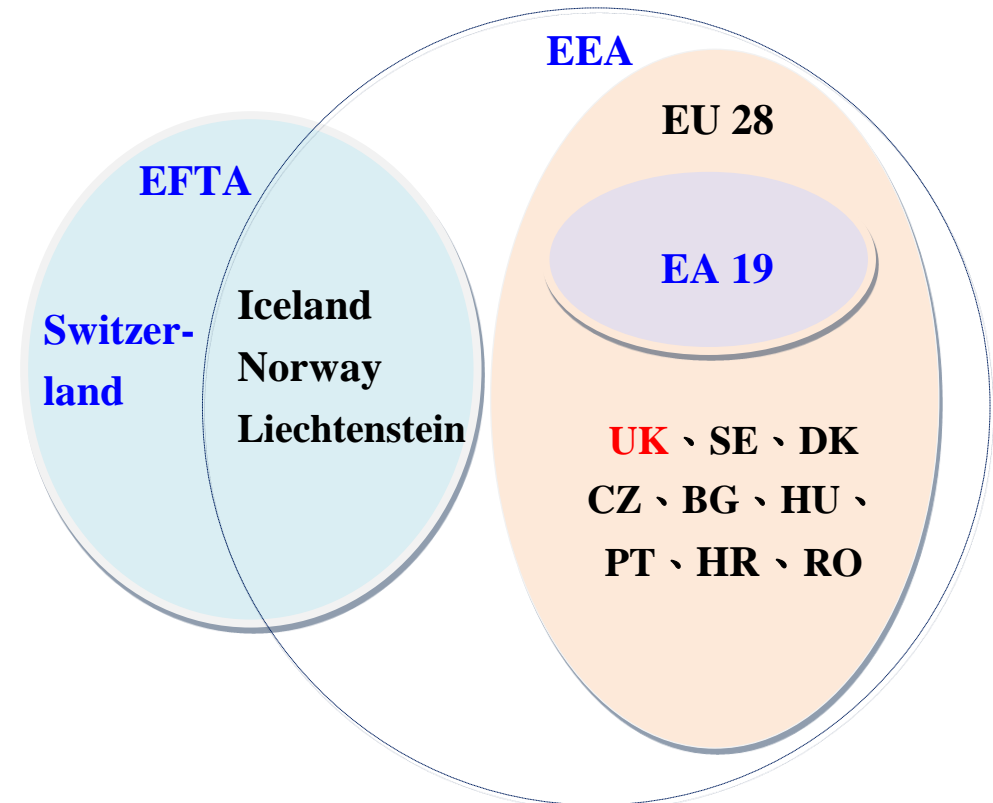 EEA
EU 28
EFTA
EA 19
Switzer-
land
Iceland
Norway
Liechtenstein
UK、SE、DK
CZ、BG、HU、
PT、HR、RO